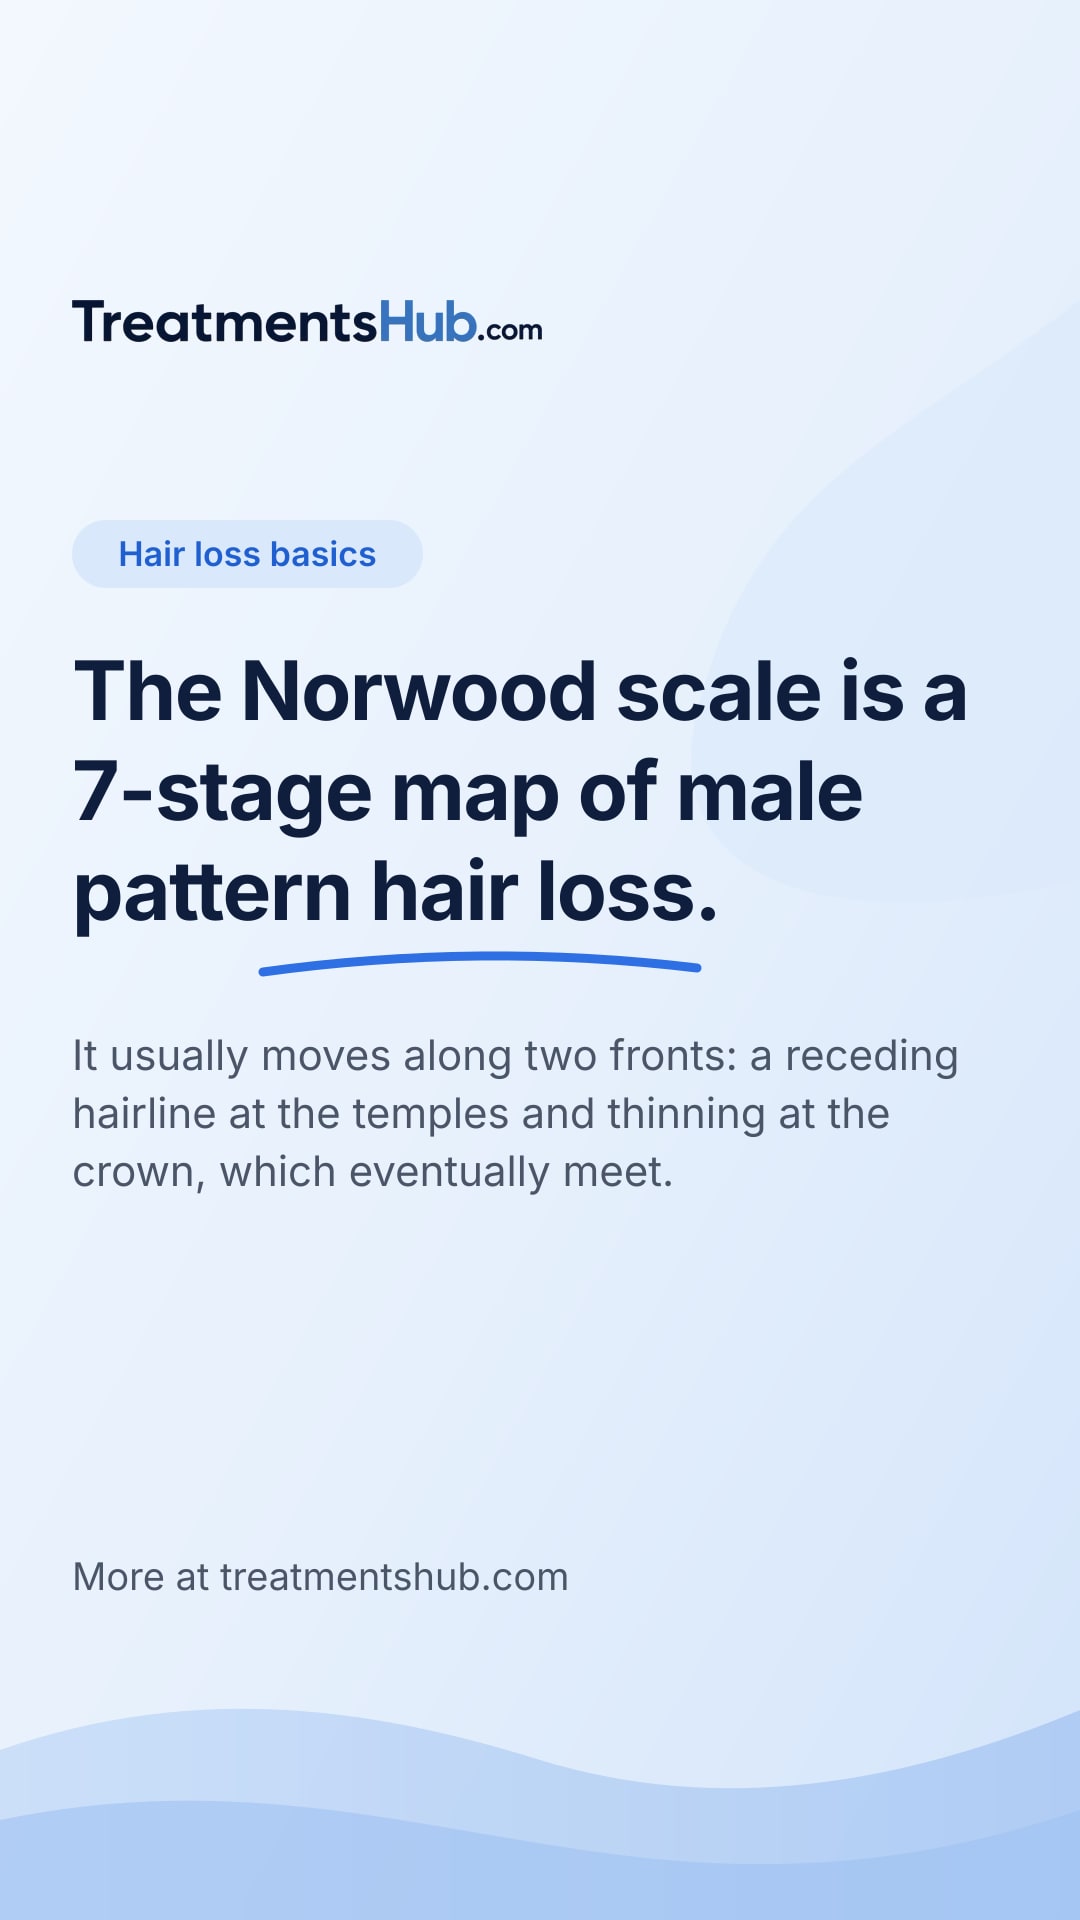 TreatmentsHub.com
Hair loss basics
The Norwood scale is a
7-stage map of male
pattern hair loss.
It usually moves along two fronts: a receding
hairline at the temples and thinning at the
crown, which eventually meet.
More at treatmentshub.com